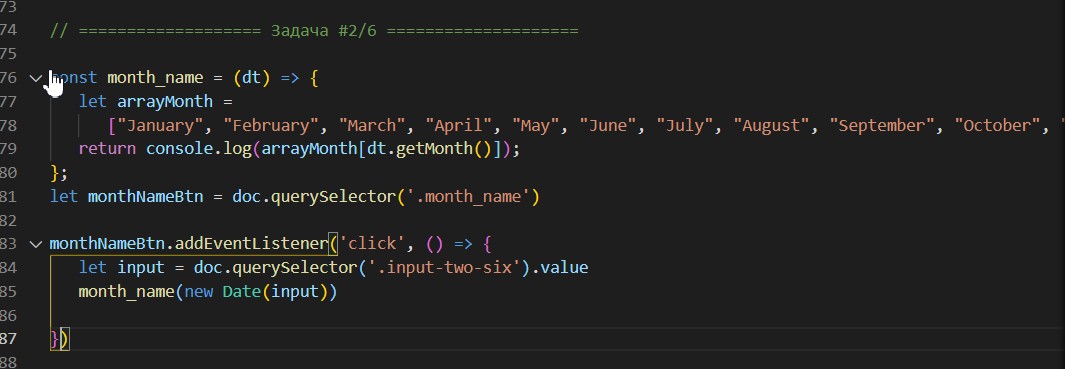 73
74 // =================== Задача #2/6 ====================
75
76 const month_name = (dt) => {
77 let arrayMonth =
78 ["January", "February", "March", "April", "May", "June", "July", "August", "September", "October", "
79 return console.log(arrayMonth[dt.getMonth()]);
80 };
81 let monthNameBtn = doc.querySelector('.month_name')
82
83 monthNameBtn.addEventListener('click', () => {
84 let input = doc.querySelector('.input-two-six').value
85 month_name(new Date(input))
86
87 })
88